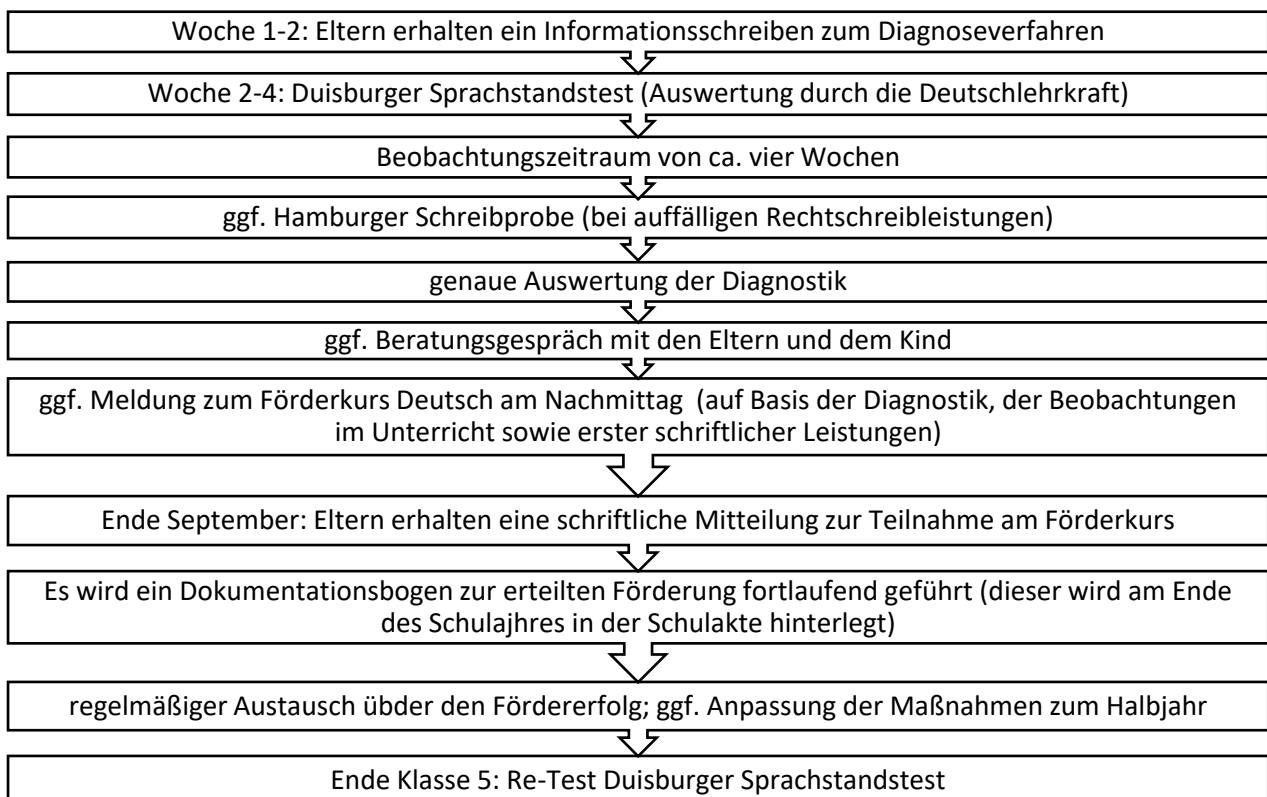 Woche 1-2: Eltern erhalten ein Informationsschreiben zum Diagnoseverfahren
Woche 2-4: Duisburger Sprachstandstest (Auswertung durch die Deutschlehrkraft)
Beobachtungszeitraum von ca. vier Wochen
ggf. Hamburger Schreibprobe (bei auffälligen Rechtschreibleistungen)
genaue Auswertung der Diagnostik
ggf. Beratungsgespräch mit den Eltern und dem Kind
ggf. Meldung zum Förderkurs Deutsch am Nachmittag (auf Basis der Diagnostik, der Beobachtungen
im Unterricht sowie erster schriftlicher Leistungen)
Ende September: Eltern erhalten eine schriftliche Mitteilung zur Teilnahme am Förderkurs
Es wird ein Dokumentationsbogen zur erteilten Förderung fortlaufend geführt (dieser wird am Ende
des Schulajhres in der Schulakte hinterlegt)
regelmäßiger Austausch übder den Fördererfolg; ggf. Anpassung der Maßnahmen zum Halbjahr
Ende Klasse 5: Re-Test Duisburger Sprachstandstest